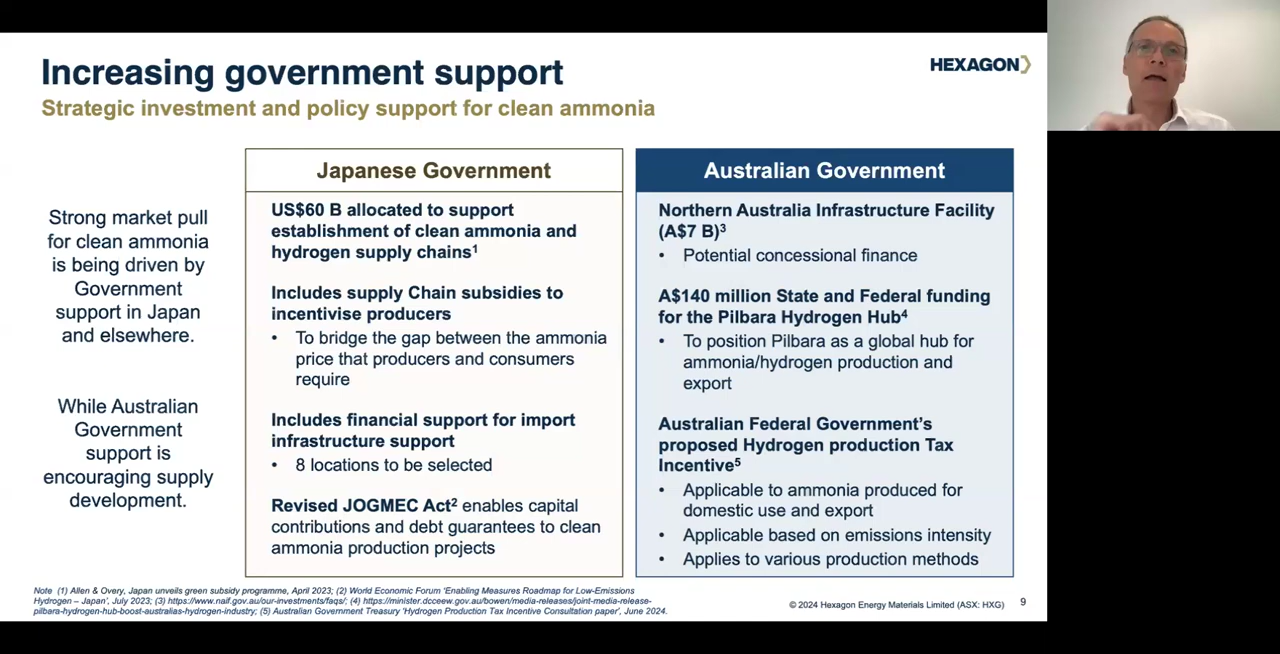 Increasing government support
HEXAGON
Strategic investment and policy support for clean ammonia
Strong market pull
for clean ammonia
is being driven by
Government
support in Japan
and elsewhere.
While Australian
Government
support is
encouraging supply
development.
Japanese Government
US$60 B allocated to support
establishment of clean ammonia and
hydrogen supply chains¹
Includes supply Chain subsidies to
incentivise producers
• To bridge the gap between the ammonia
price that producers and consumers
require
Includes financial support for import
infrastructure support
• 8 locations to be selected
Revised JOGMEC Act² enables capital
contributions and debt guarantees to clean
ammonia production projects
Australian Government
Northern Australia Infrastructure Facility
(A$7 B)³
• Potential concessional finance
A$140 million State and Federal funding
for the Pilbara Hydrogen Hub⁴
• To position Pilbara as a global hub for
ammonia/hydrogen production and
export
Australian Federal Government's
proposed Hydrogen production Tax
Incentive⁵
• Applicable to ammonia produced for
domestic use and export
• Applicable based on emissions intensity
• Applies to various production methods
Note (1) Allen & Overy, Japan unveils green subsidy programme, April 2023; (2) World Economic Forum 'Enabling Measures Roadmap for Low-Emissions
Hydrogen – Japan', July 2023; (3) https://www.naif.gov.au/our-investments/faqs/; (4) https://minister.dcceew.gov.au/bowen/media-releases/joint-media-release-
pilbara-hydrogen-hub-boost-australias-hydrogen-industry; (5) Australian Government Treasury 'Hydrogen Production Tax Incentive Consultation paper', June 2024.
© 2024 Hexagon Energy Materials Limited (ASX: HXG)
9